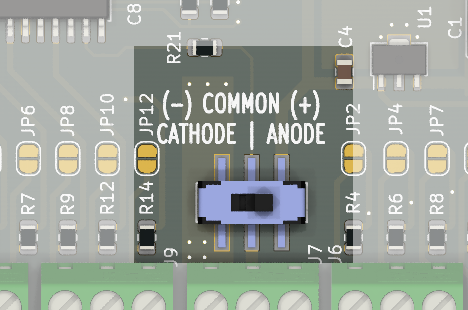 C8
U1
C1
C4
R21
(-) COMMON (+)
CATHODE | ANODE
JP6
JP8
JP10
JP12
JP2
JP4
JP7
R7
R9
R12
R14
R4
R6
R8
J9
J7
J6